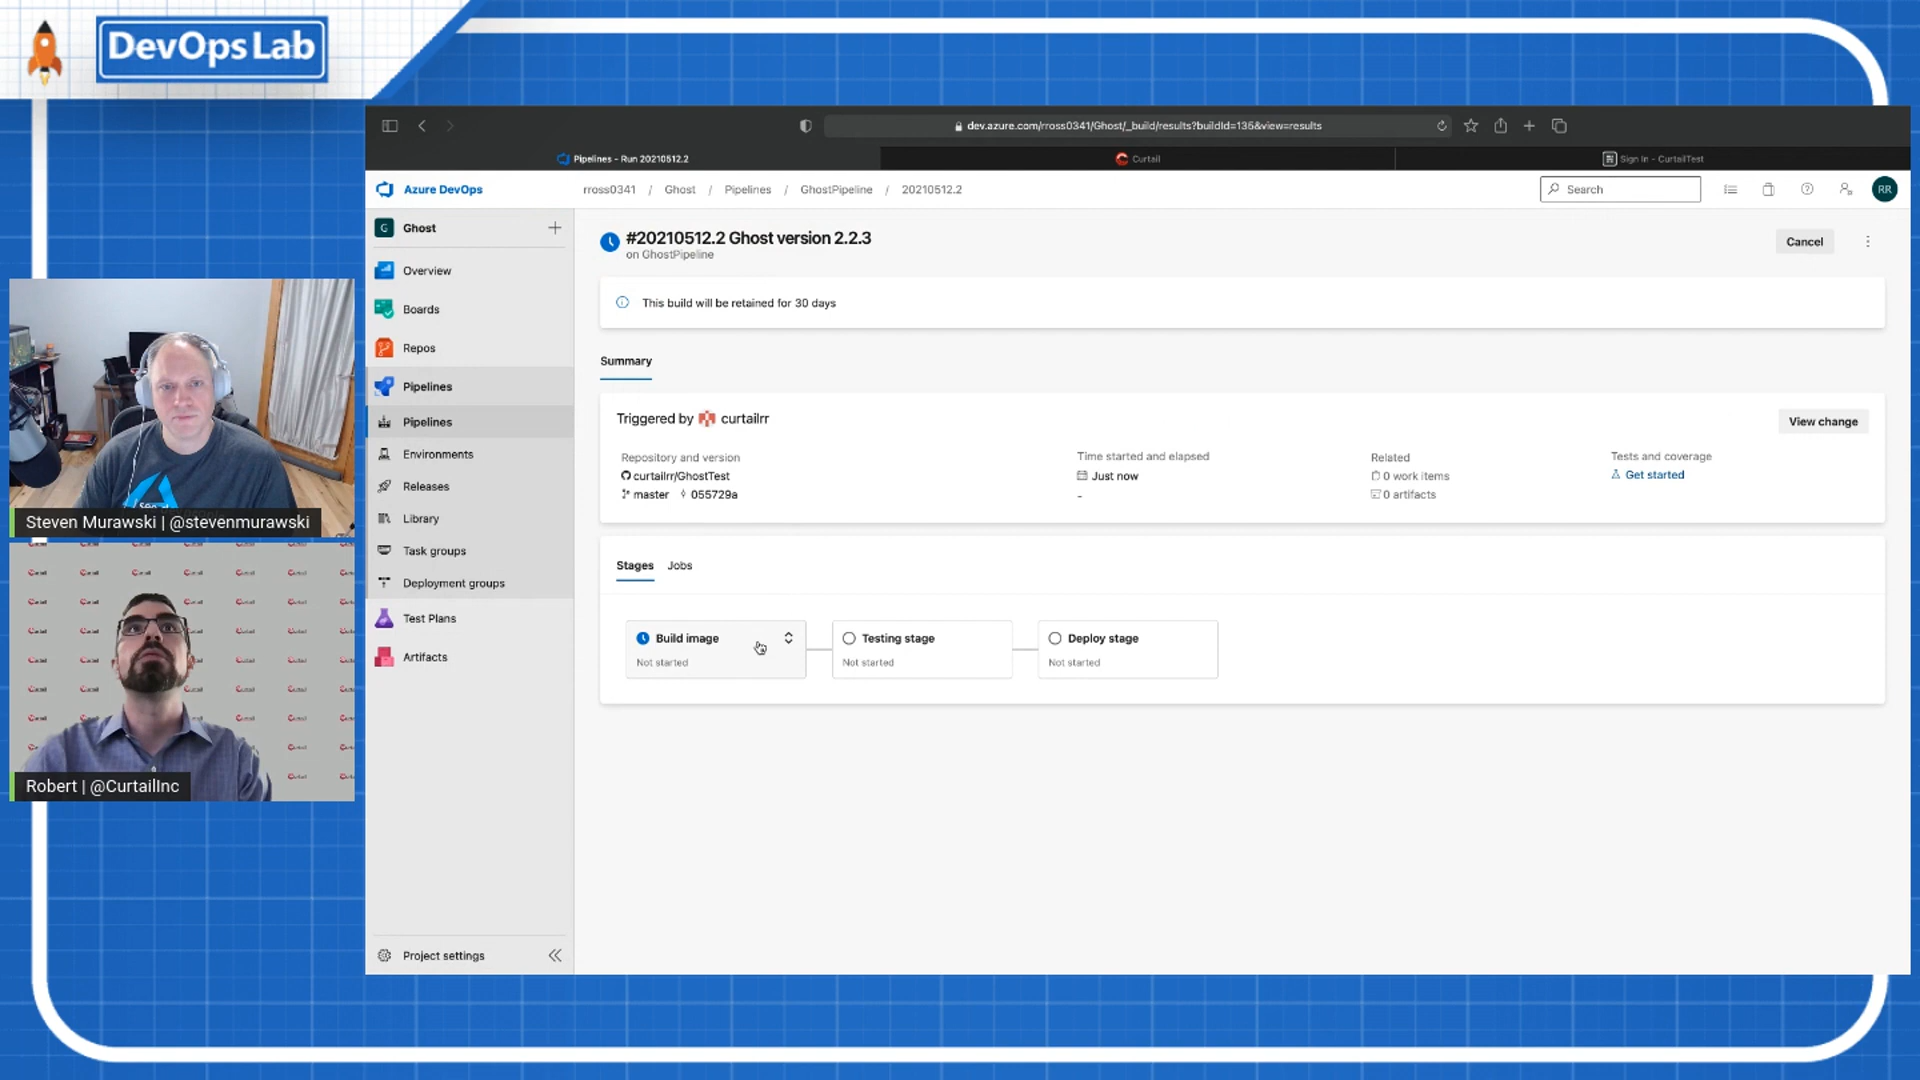 DevOps Lab
dev.azure.com/rross0341/Ghost/_build/results?buildId=135&view=results
Pipelines - Run 20210512.2
Curtail
Sign In - CurtailTest
Azure DevOps
rross0341 / Ghost / Pipelines / GhostPipeline / 20210512.2
Search
RR
G Ghost
Overview
Boards
Repos
Pipelines
Pipelines
Environments
Releases
Library
Task groups
Deployment groups
Test Plans
Artifacts
Project settings
#20210512.2 Ghost version 2.2.3
on GhostPipeline
Cancel
This build will be retained for 30 days
Summary
Triggered by curtailrr
View change
Repository and version
curtailrr/GhostTest
master 055729a
Time started and elapsed
Just now
-
Related
0 work items
0 artifacts
Tests and coverage
Get started
Stages Jobs
Build image
Not started
Testing stage
Not started
Deploy stage
Not started
Steven Murawski | @stevenmurawski
Robert | @CurtailInc